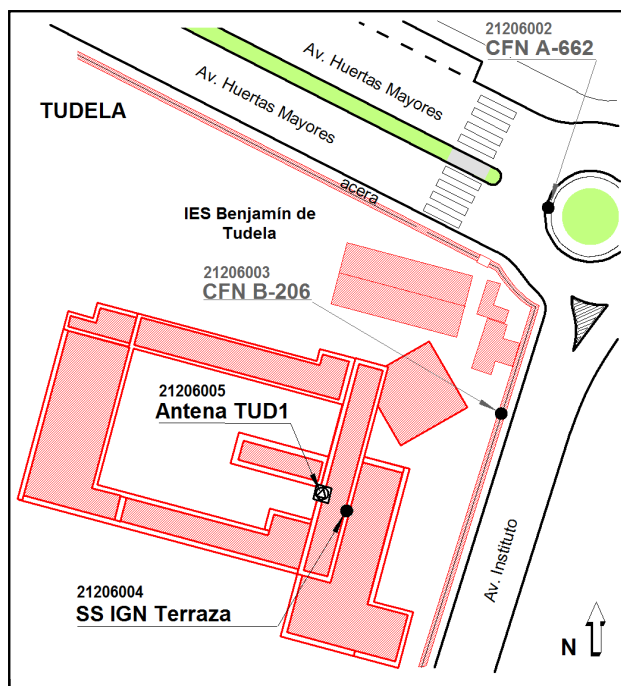 21206002
CFN A-662
Av. Huertas Mayores
Av. Huertas Mayores
TUDELA
acera
IES Benjamín de
Tudela
21206003
CFN B-206
21206005
Antena TUD1
Av. Instituto
21206004
SS IGN Terraza
N